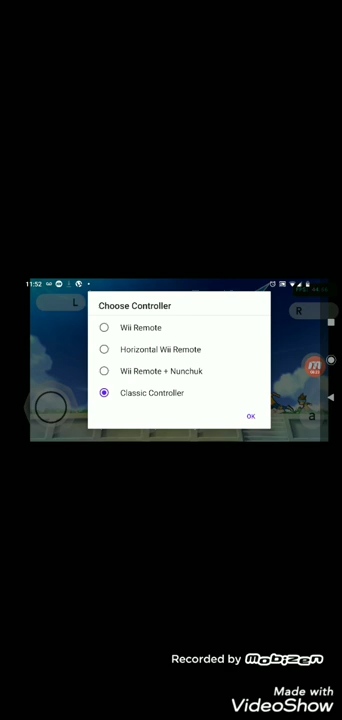 11:52
L
R
Choose Controller
Wii Remote
Horizontal Wii Remote
Wii Remote + Nunchuk
Classic Controller
OK
a
Recorded by mobizen
Made with
VideoShow